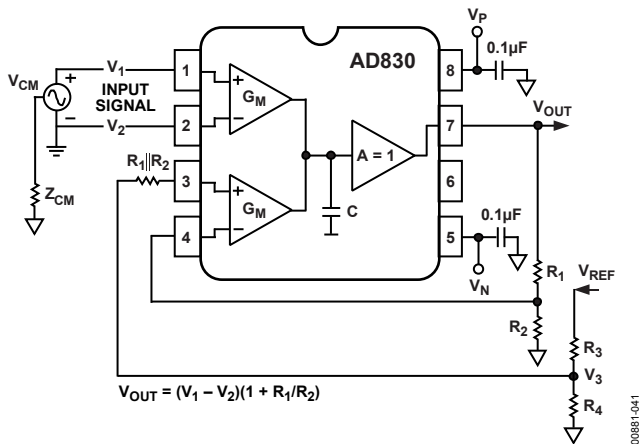 V_P
0.1µF
AD830
V_CM
+
−
V_1
INPUT
SIGNAL
V_2
1
2
3
4
8
7
6
5
+
−
G_M
+
−
G_M
A = 1
C
V_OUT
R_1||R_2
Z_CM
0.1µF
V_N
R_1
V_REF
R_2
R_3
V_3
R_4
V_OUT = (V_1 – V_2)(1 + R_1/R_2)
00881-041